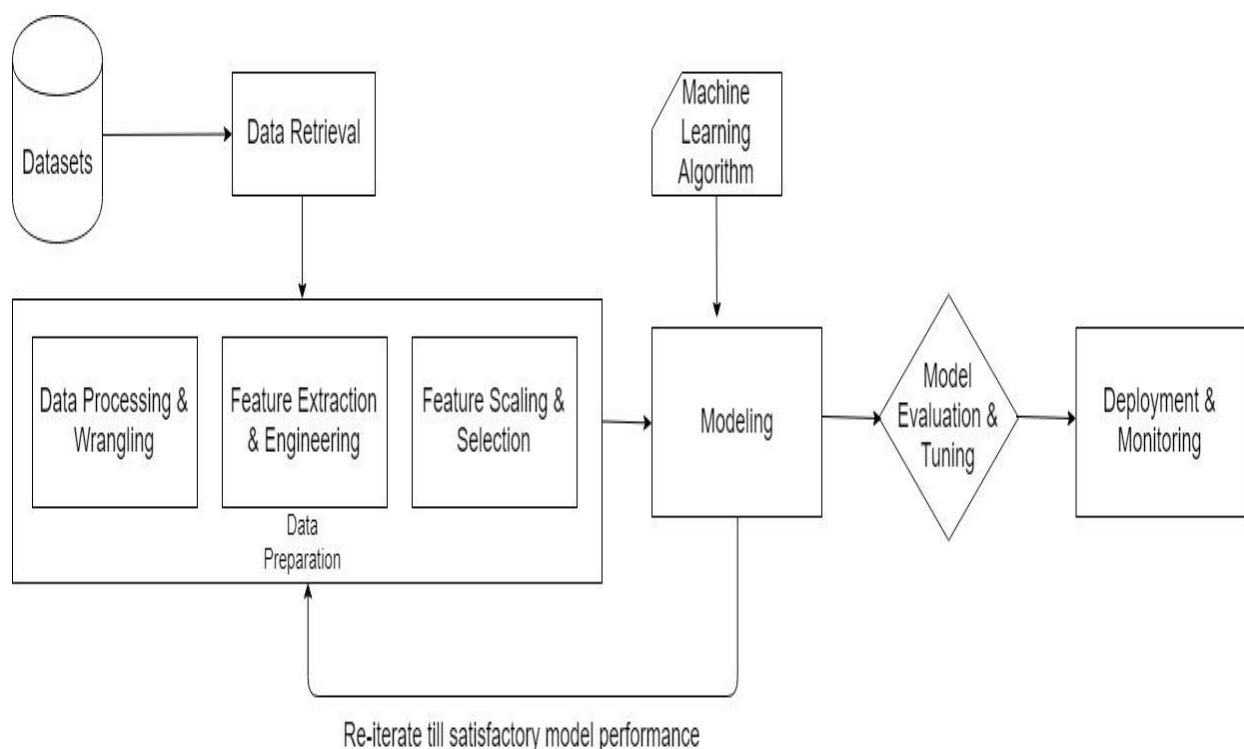 Datasets
Data Retrieval
Machine
Learning
Algorithm
Data Processing &
Wrangling
Feature Extraction
& Engineering
Feature Scaling &
Selection
Data
Preparation
Modeling
Model
Evaluation &
Tuning
Deployment &
Monitoring
Re-iterate till satisfactory model performance